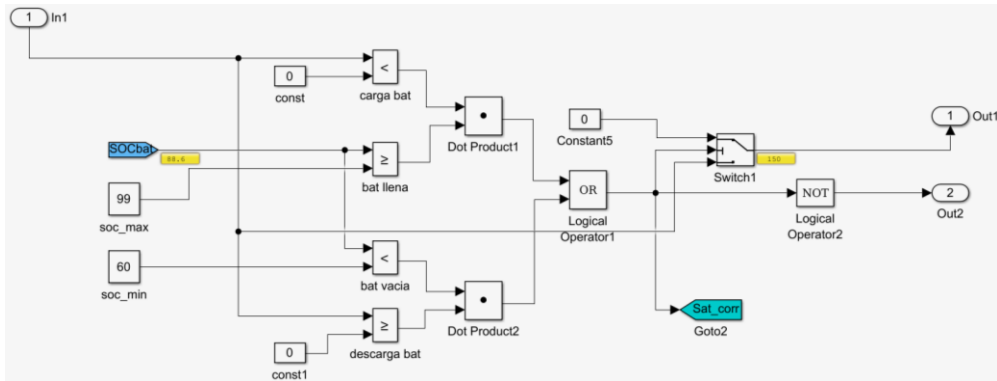 1
In1
0
const
<
carga bat
SOCbat
88.6
≥
bat llena
99
soc_max
60
soc_min
<
bat vacia
0
const1
≥
descarga bat
Dot Product1
Dot Product2
OR
Logical
Operator1
0
Constant5
Switch1
150
1
Out1
NOT
Logical
Operator2
2
Out2
Sat_corr
Goto2